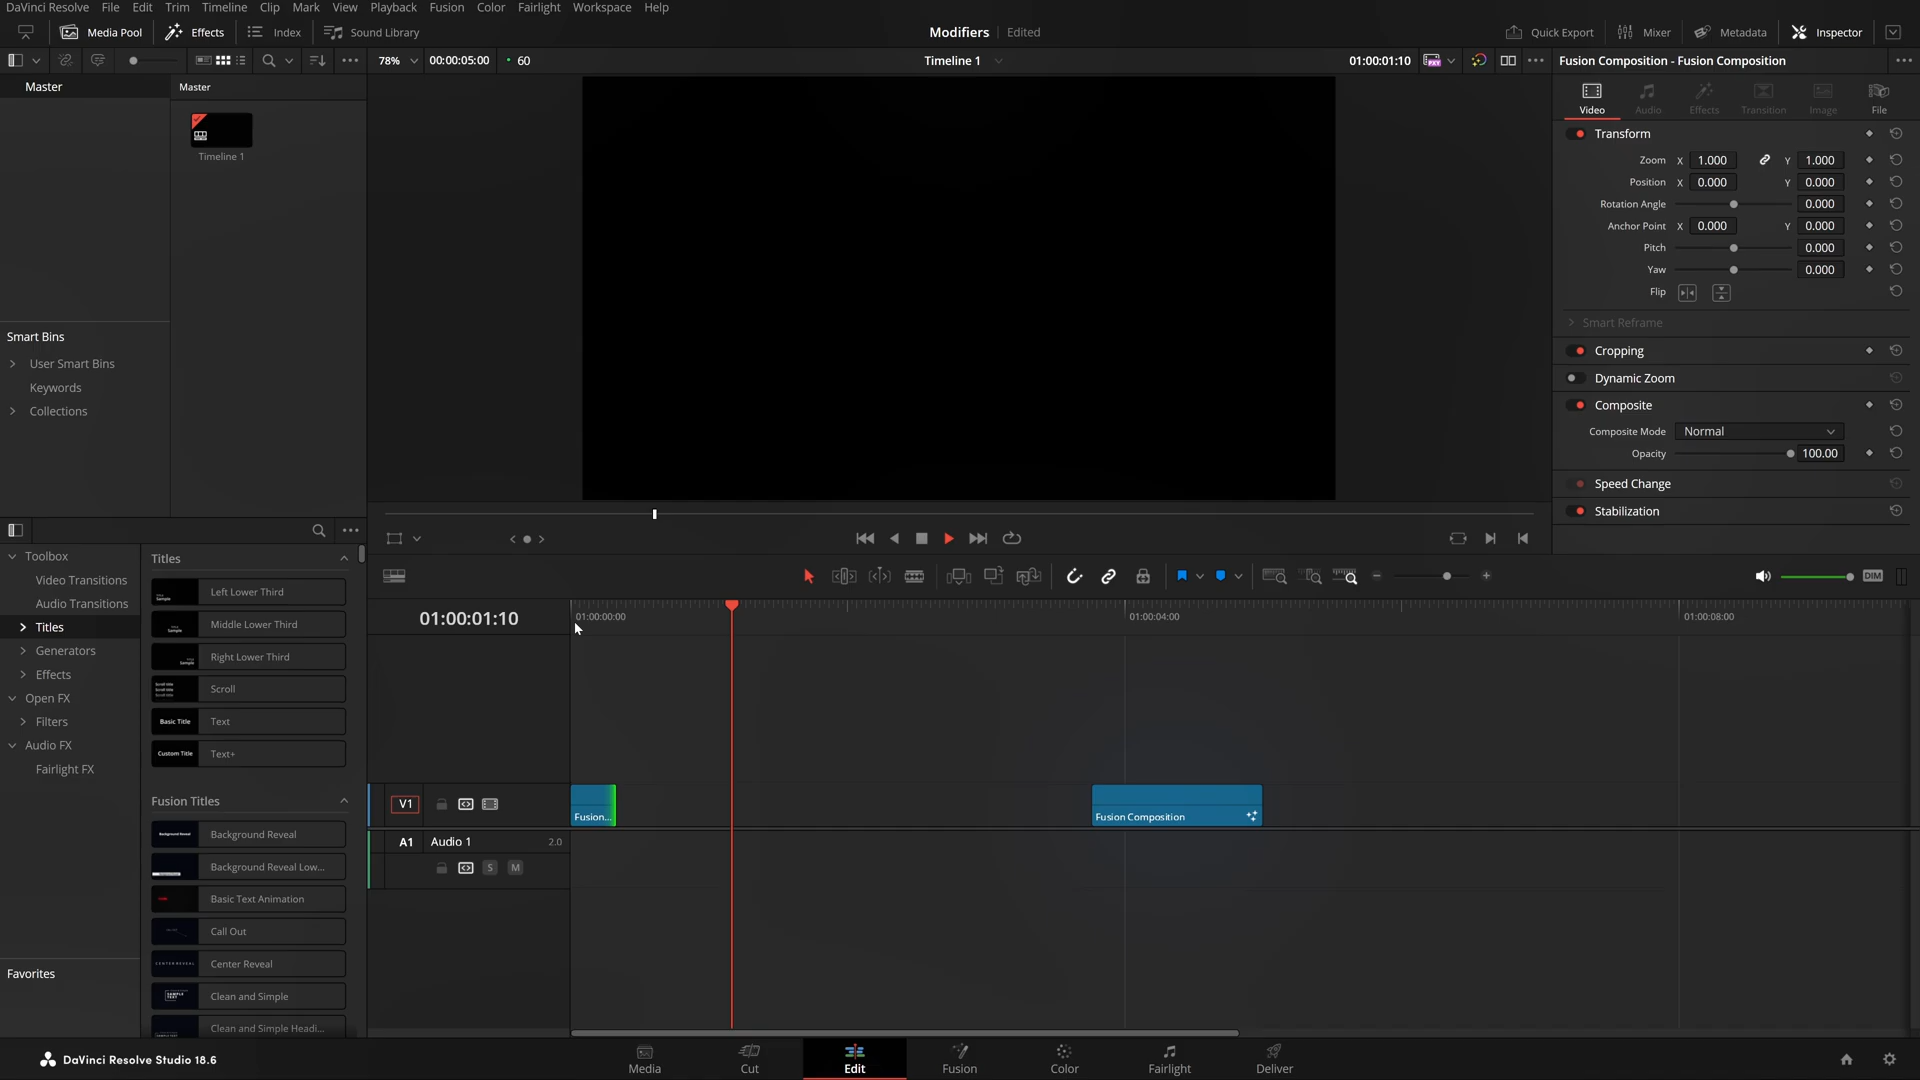 DaVinci Resolve File Edit Trim Timeline Clip Mark View Playback Fusion Color Fairlight Workspace Help
Media Pool Effects Index Sound Library Modifiers Edited Quick Export Mixer Metadata Inspector
78% 00:00:05:00 60 Timeline 1 01:00:01:10 Fusion Composition - Fusion Composition
Master Master
Timeline 1
Video Audio Effects Transition Image File
Transform
Zoom X 1.000 Y 1.000
Position X 0.000 Y 0.000
Rotation Angle 0.000
Anchor Point X 0.000 Y 0.000
Pitch 0.000
Yaw 0.000
Flip
Smart Reframe
Cropping
Dynamic Zoom
Composite
Composite Mode Normal
Opacity 100.00
Speed Change
Stabilization
Smart Bins
User Smart Bins
Keywords
Collections
Toolbox
Video Transitions
Audio Transitions
Titles
Generators
Effects
Open FX
Filters
Audio FX
Fairlight FX
Favorites
Titles
Left Lower Third
Middle Lower Third
Right Lower Third
Scroll
Basic Title Text
Custom Title Text+
Fusion Titles
Background Reveal
Background Reveal Low...
Basic Text Animation
Call Out
CENTER REVEAL Center Reveal
Clean and Simple
Clean and Simple Headi...
DIM
01:00:01:10 01:00:00:00 01:00:04:00 01:00:08:00
V1
Fusion... Fusion Composition
A1 Audio 1 2.0
S M
DaVinci Resolve Studio 18.6
Media Cut Edit Fusion Color Fairlight Deliver